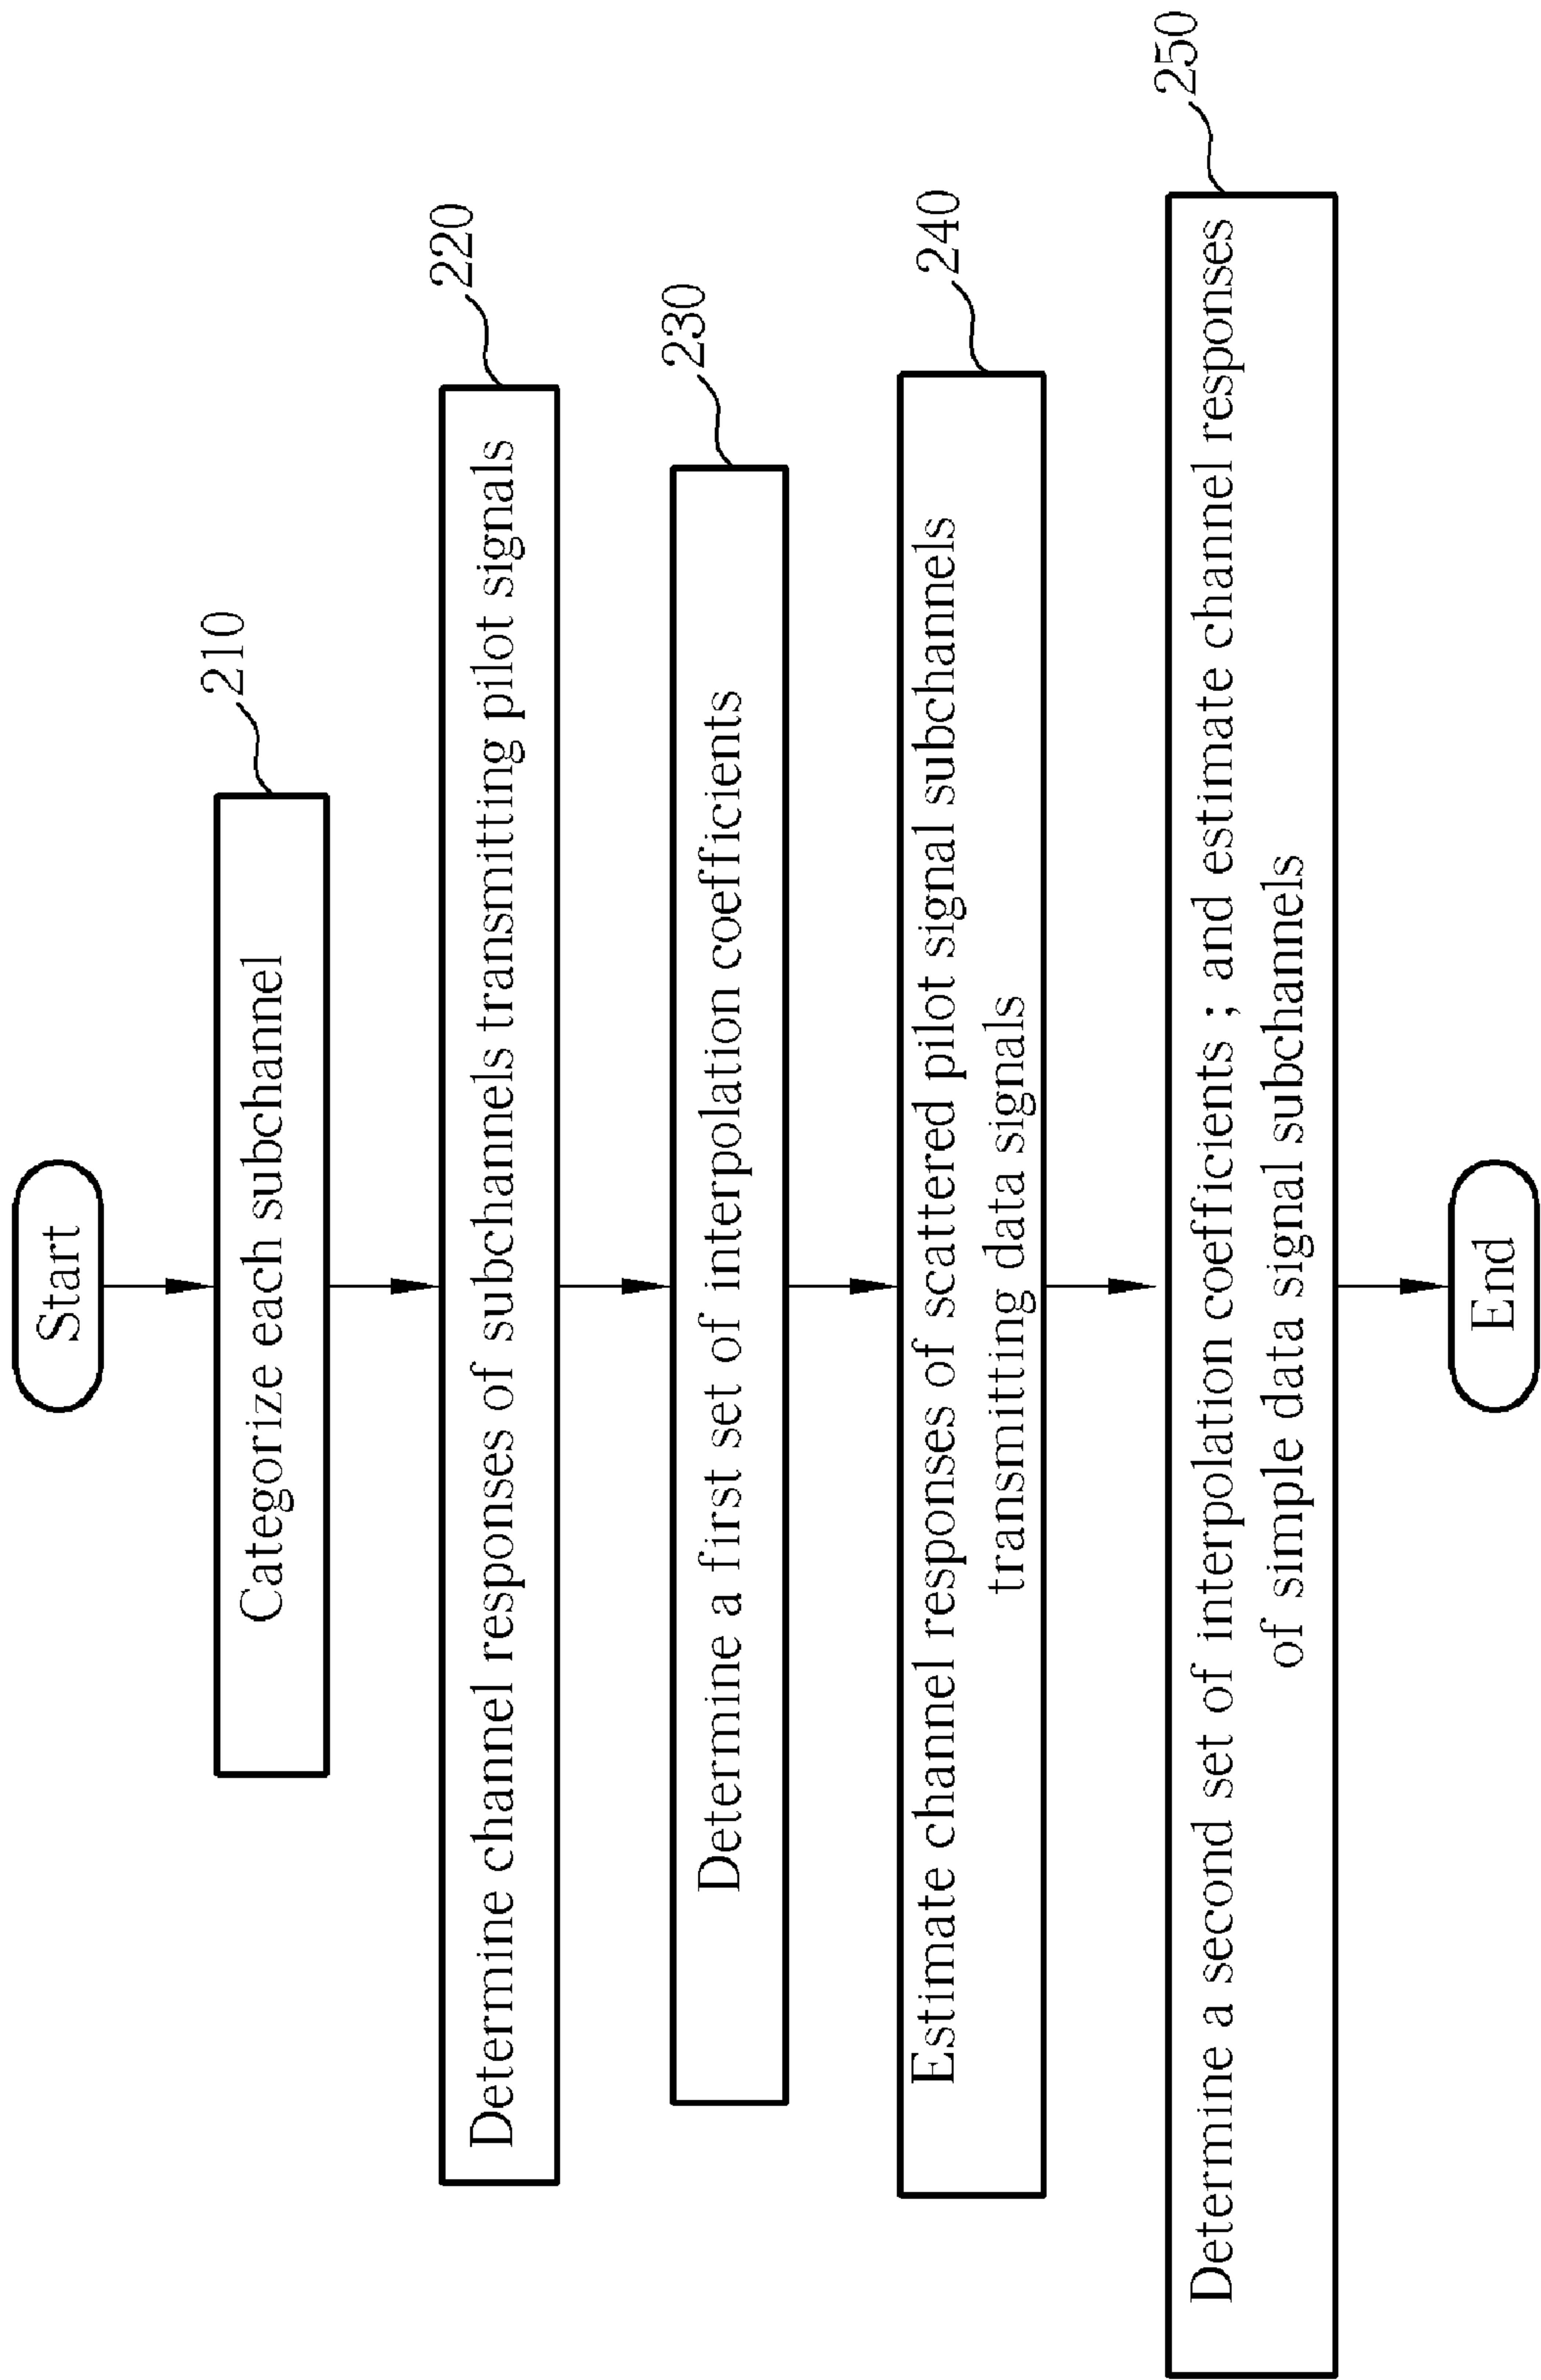 Start
210
Categorize each subchannel
220
Determine channel responses of subchannels transmitting pilot signals
230
Determine a first set of interpolation coefficients
240
Estimate channel responses of scattered pilot signal subchannels
transmitting data signals
250
Determine a second set of interpolation coefficients ; and estimate channel responses
of simple data signal subchannels
End